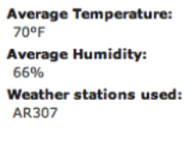 Average Temperature:
70ºF
Average Humidity:
66%
Weather stations used:
AR307